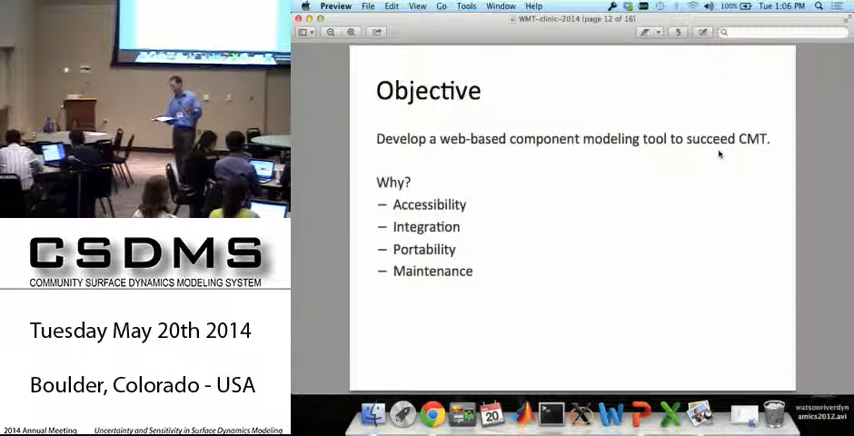 Preview File Edit View Go Tools Window Help
100% Tue 1:06 PM
WMT-clinic-2014 (page 12 of 16)
Objective
Develop a web-based component modeling tool to succeed CMT.
Why?
– Accessibility
– Integration
– Portability
– Maintenance
20
watsonriverdyn
amics2012.avi
CSDMS
COMMUNITY SURFACE DYNAMICS MODELING SYSTEM
Tuesday May 20th 2014
Boulder, Colorado - USA
2014 Annual Meeting Uncertainty and Sensitivity in Surface Dynamics Modeling